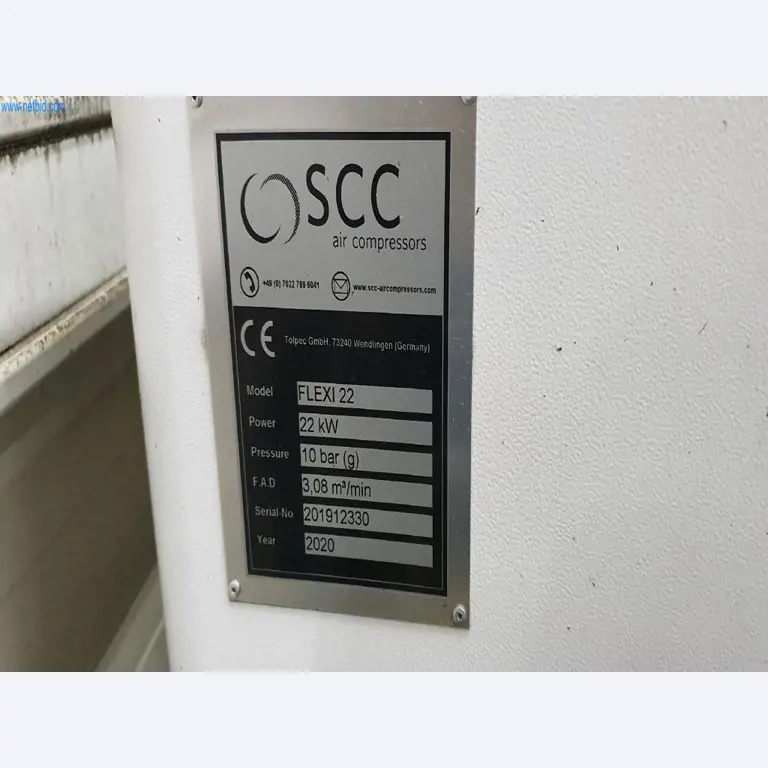 www.netbid.com
SCC
air compressors
+49 (0) 7022 789 6041 www.scc-aircompressors.com
CE Tolpec GmbH, 73240 Wendlingen (Germany)
Model FLEXI 22
Power 22 kW
Pressure 10 bar (g)
F.A.D 3,08 m³/min
Serial-No 201912330
Year 2020